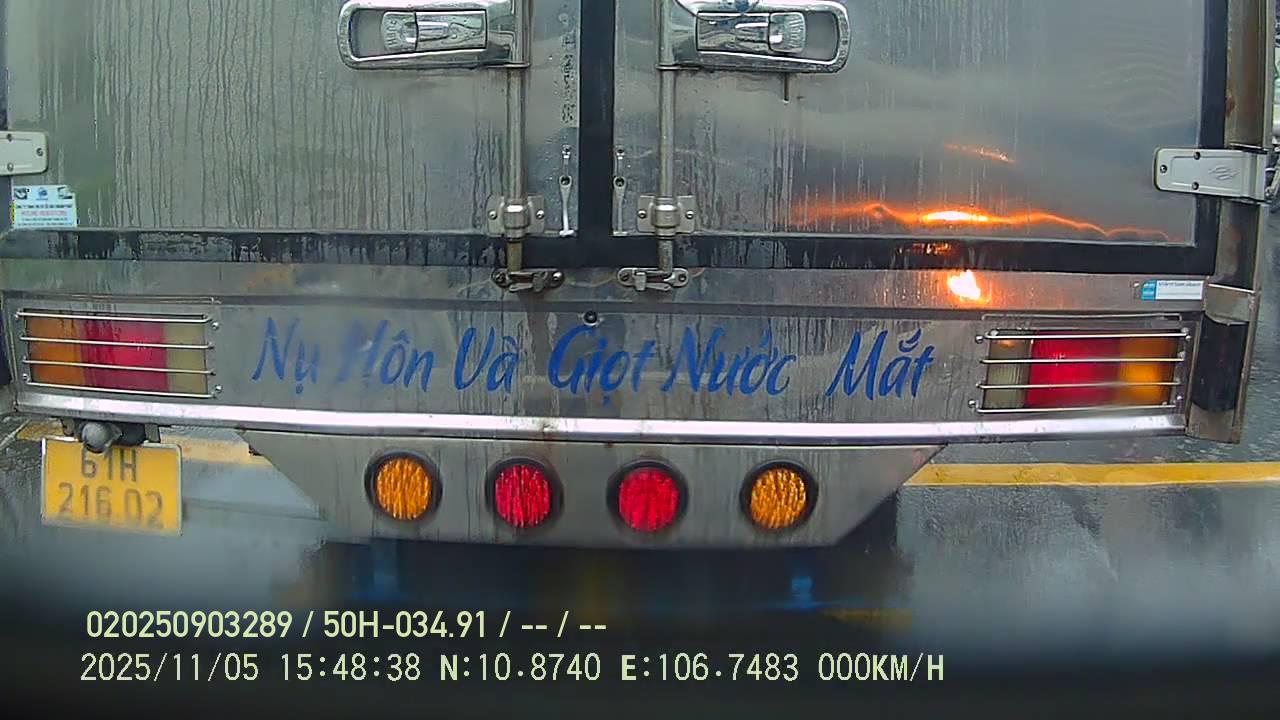 Nụ Hôn Và Giọt Nước Mắt
61H
216.02
020250903289 / 50H-034.91 / -- / --
2025/11/05 15:48:38 N:10.8740 E:106.7483 000KM/H